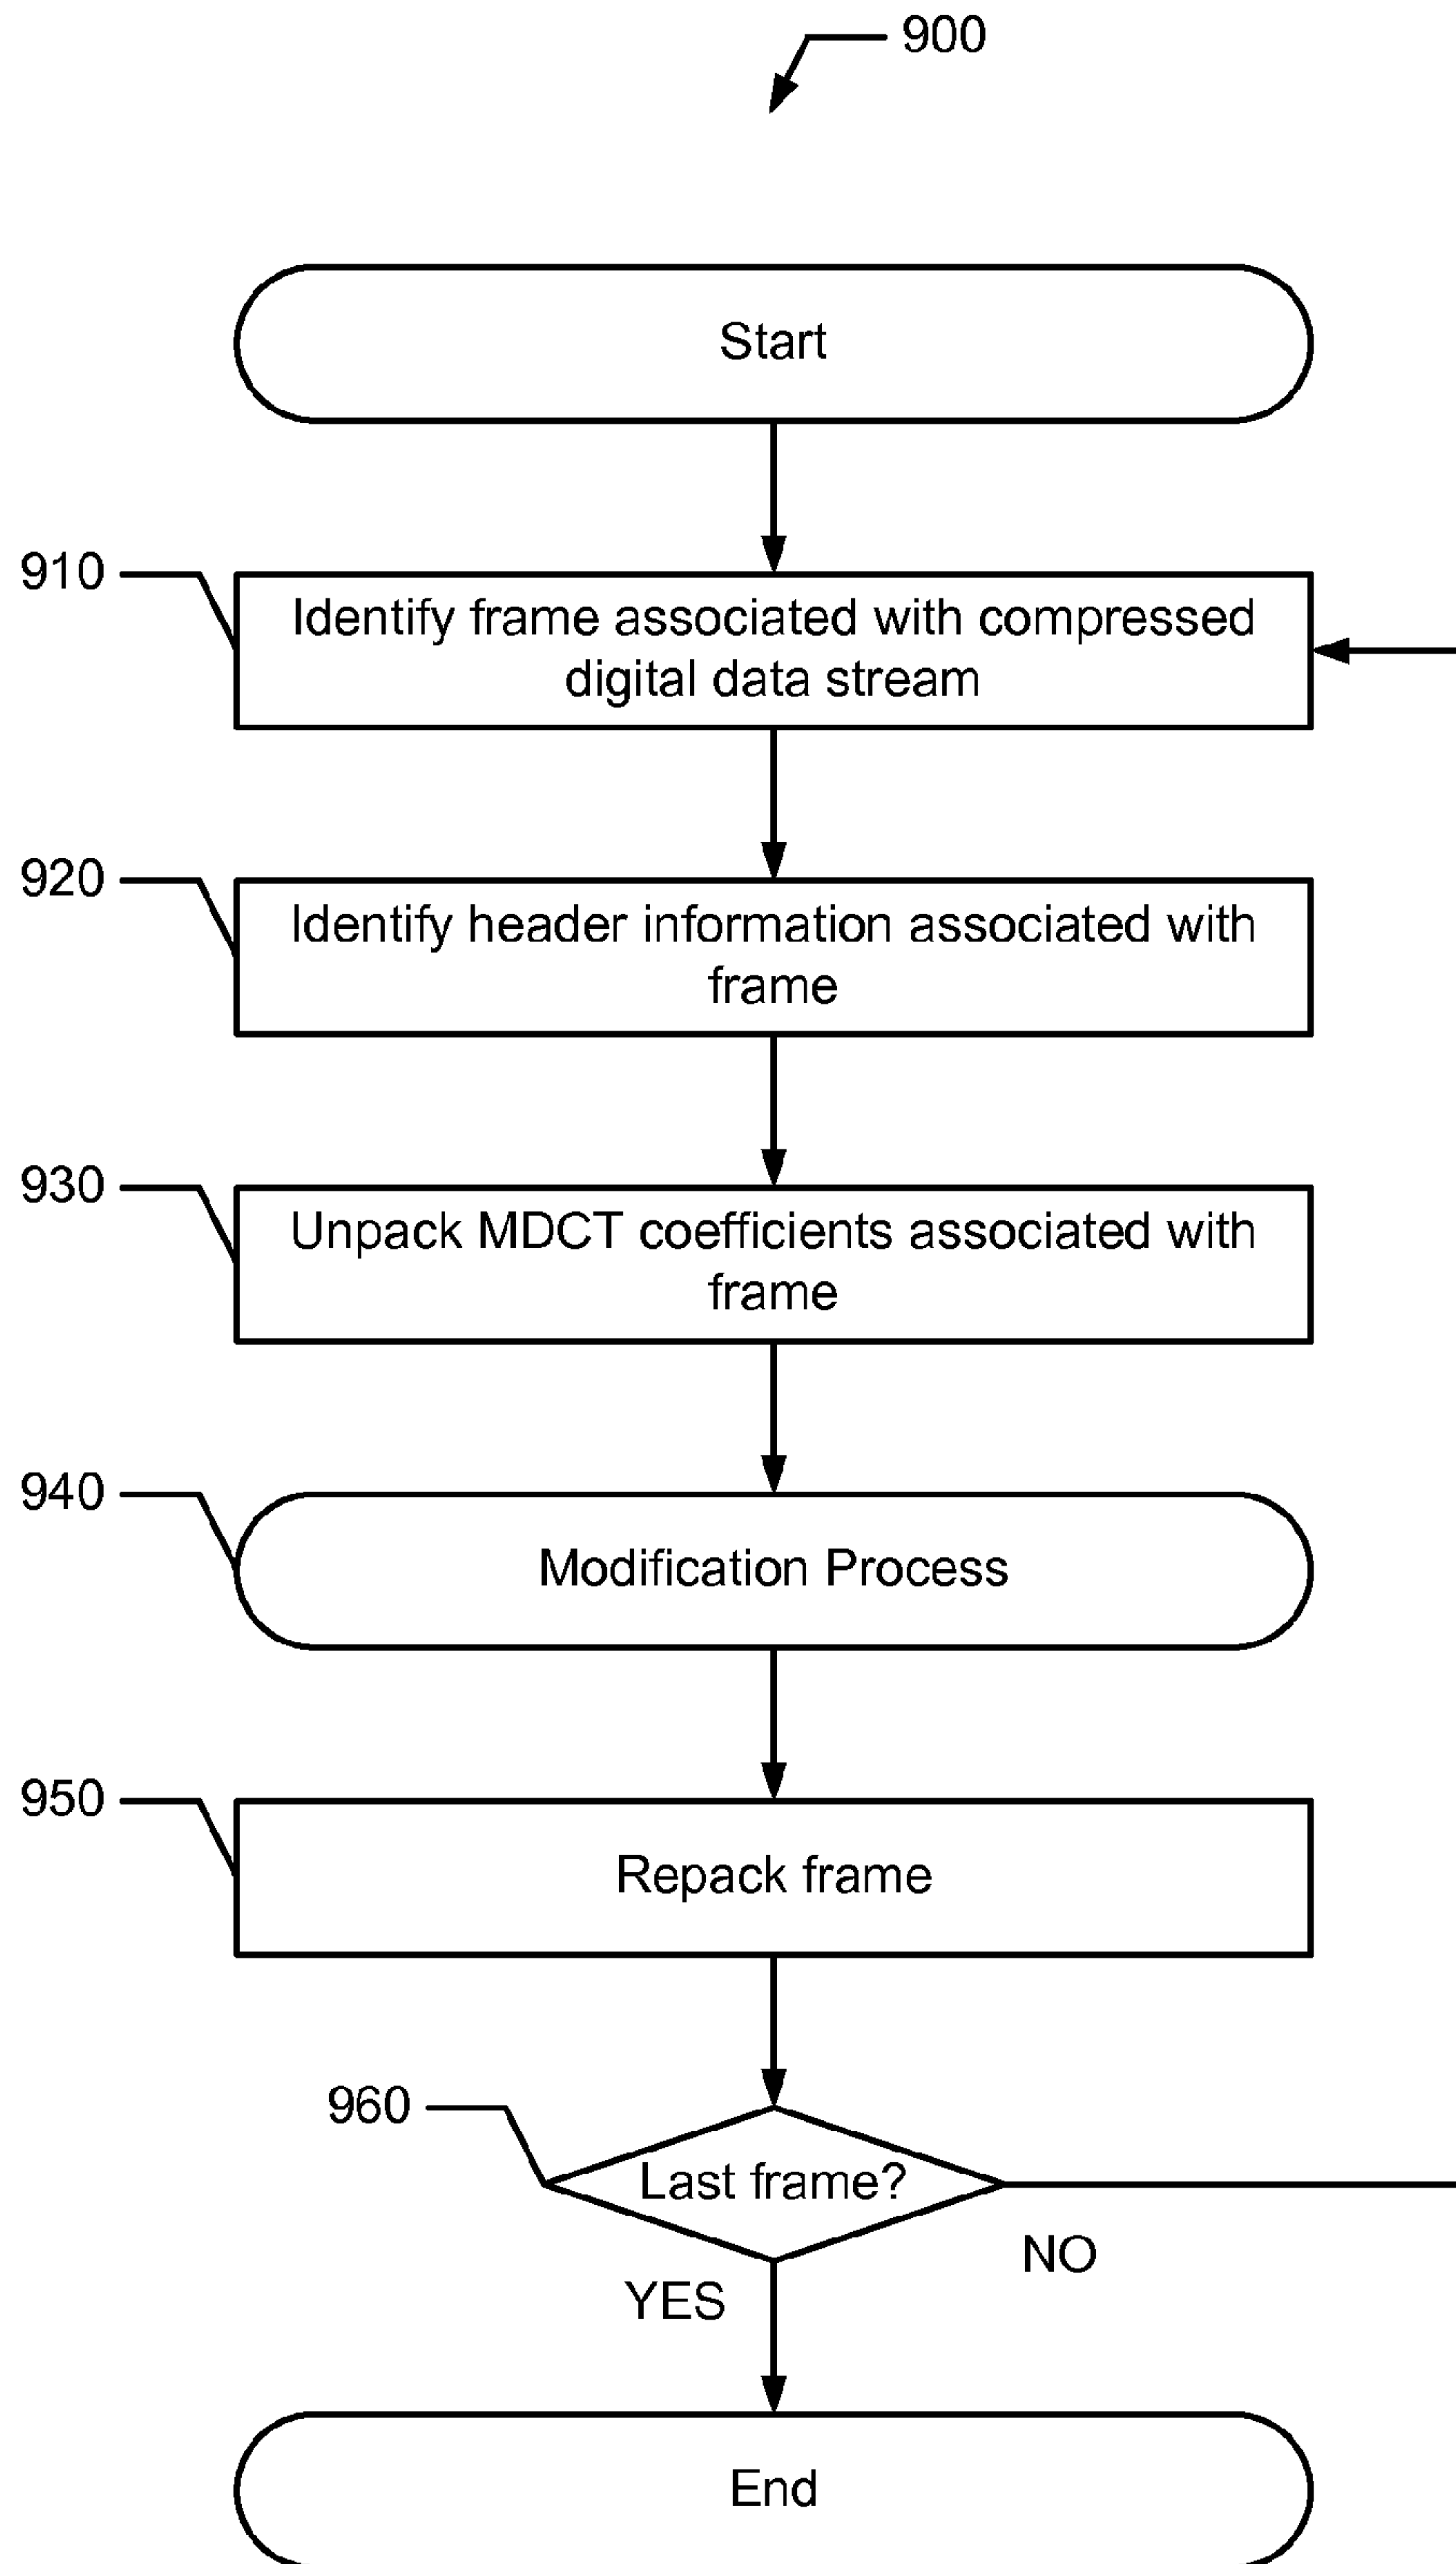 900
Start
910
Identify frame associated with compressed
digital data stream
920
Identify header information associated with
frame
930
Unpack MDCT coefficients associated with
frame
940
Modification Process
950
Repack frame
960
Last frame?
NO
YES
End